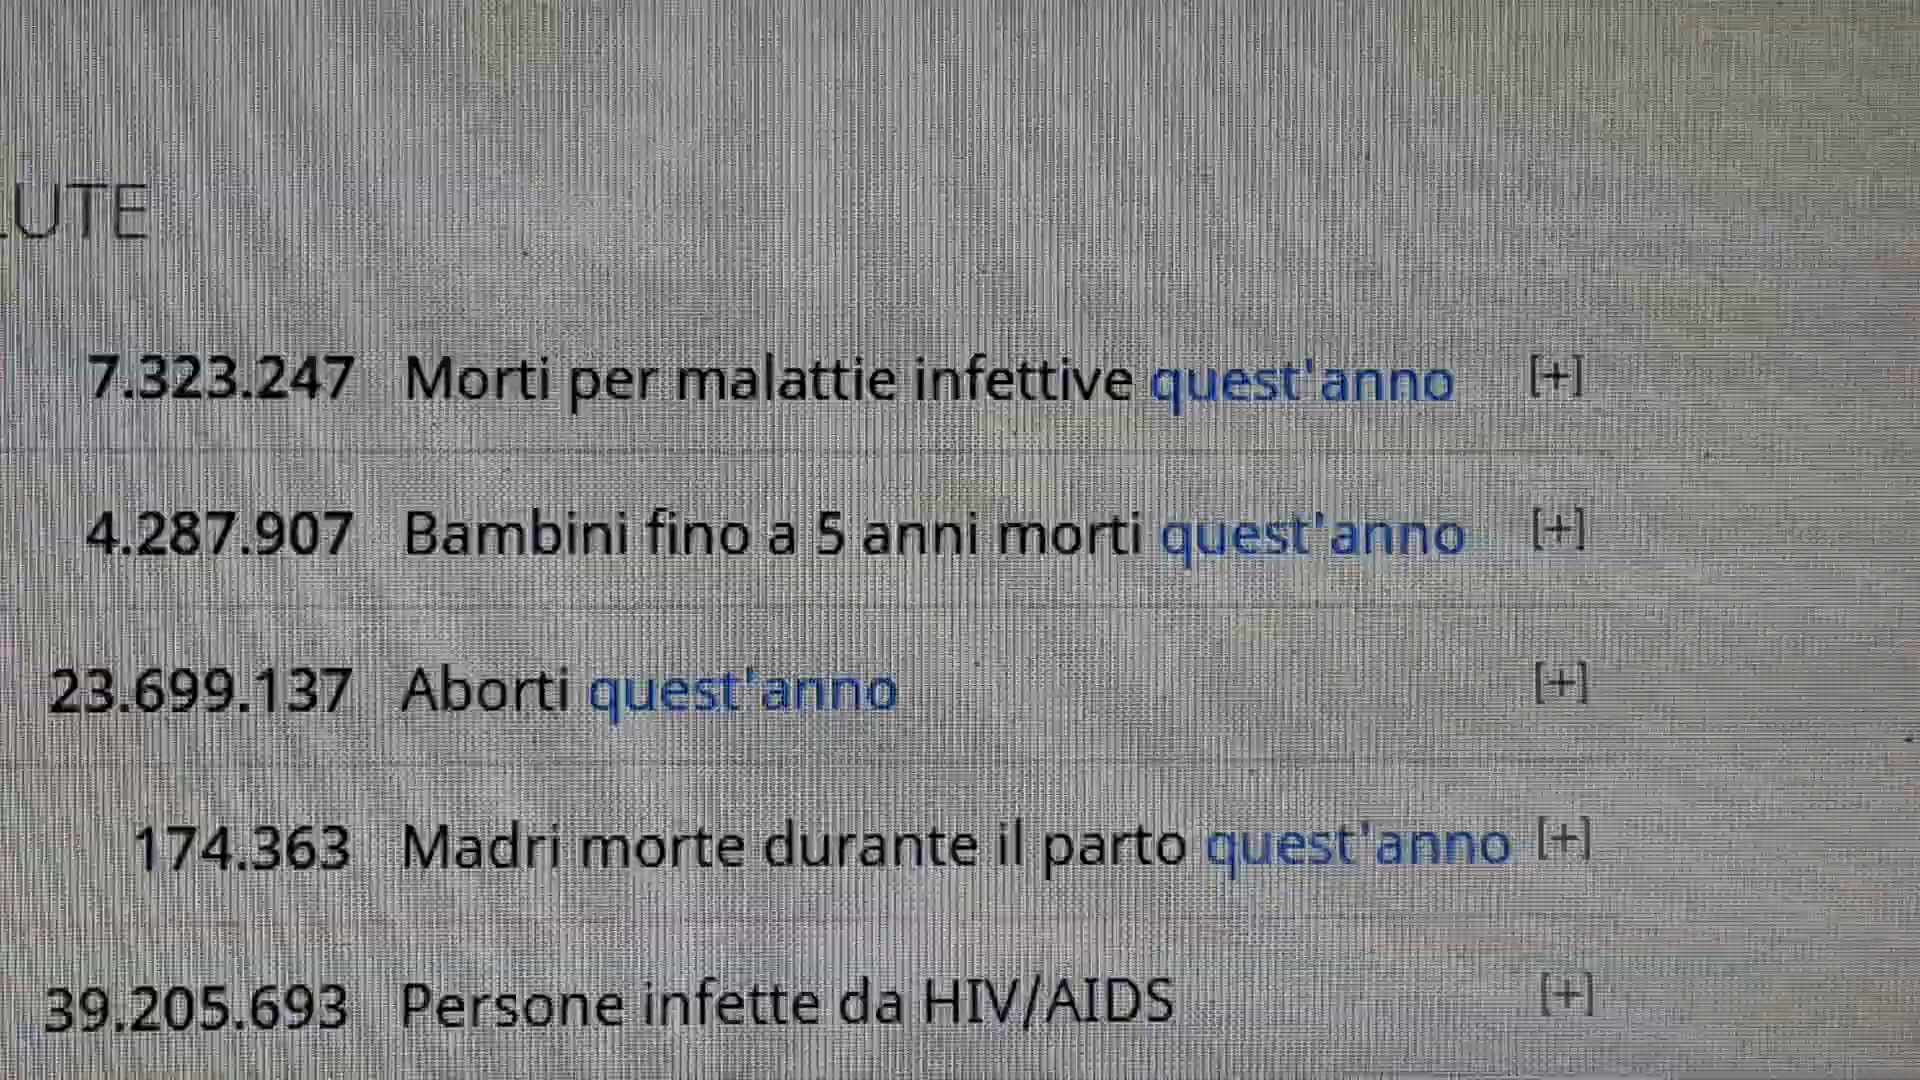 LUTE
7.323.247 Morti per malattie infettive quest'anno [+]
4.287.907 Bambini fino a 5 anni morti quest'anno [+]
23.699.137 Aborti quest'anno [+]
174.363 Madri morte durante il parto quest'anno [+]
39.205.693 Persone infette da HIV/AIDS [+]